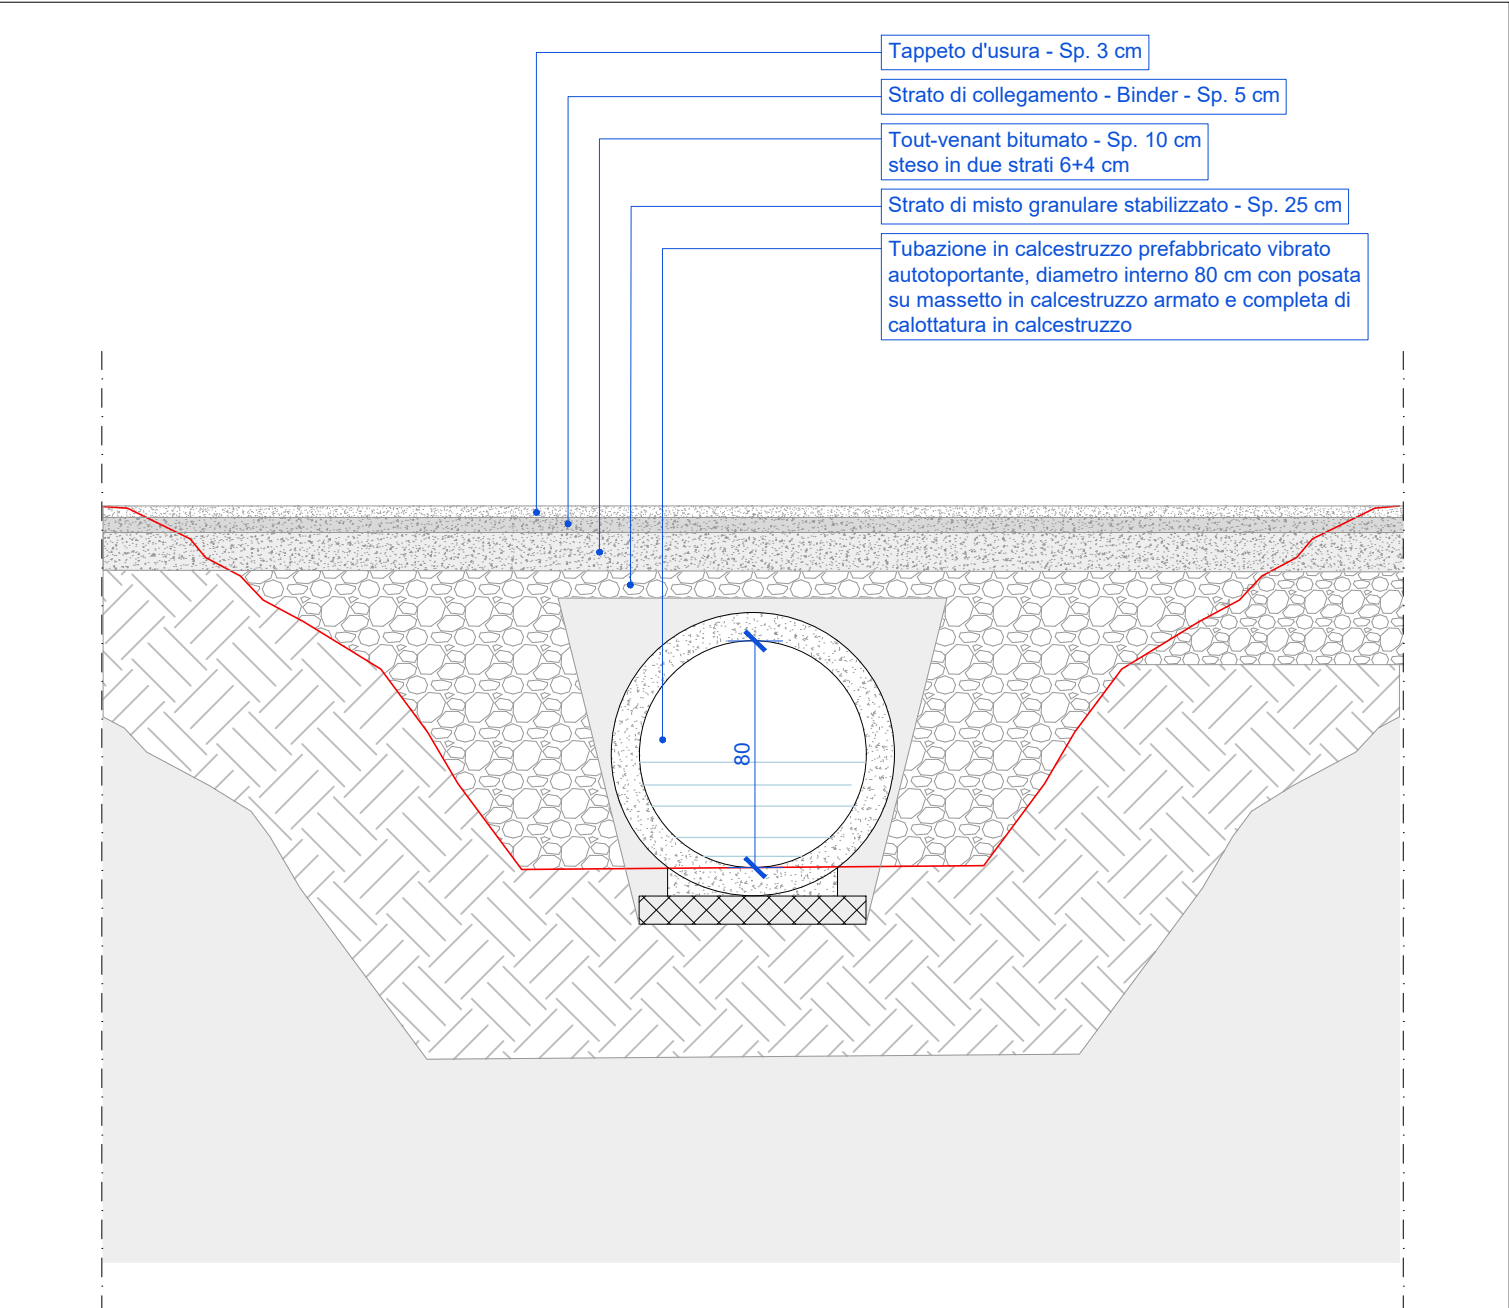 Tappeto d'usura - Sp. 3 cm
Strato di collegamento - Binder - Sp. 5 cm
Tout-venant bitumato - Sp. 10 cm
steso in due strati 6+4 cm
Strato di misto granulare stabilizzato - Sp. 25 cm
Tubazione in calcestruzzo prefabbricato vibrato
autotoportante, diametro interno 80 cm con posata
su massetto in calcestruzzo armato e completa di
calottatura in calcestruzzo
80